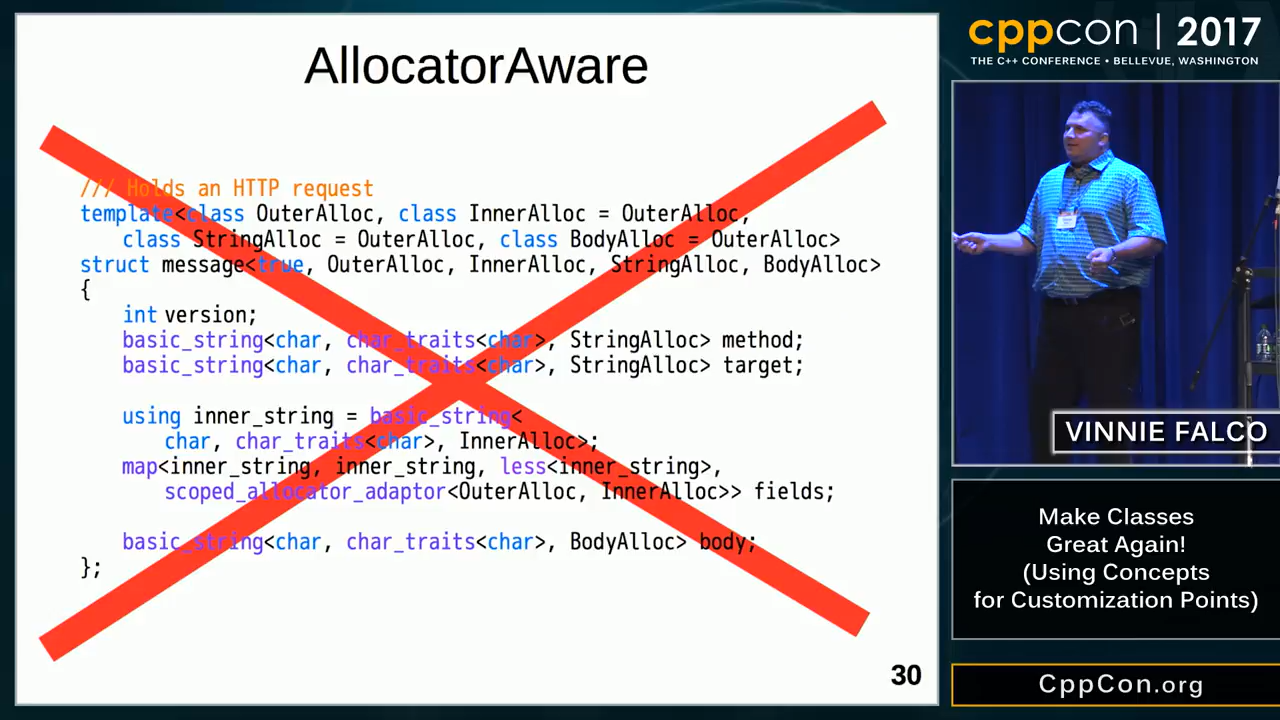 AllocatorAware
/// Holds an HTTP request
template<class OuterAlloc, class InnerAlloc = OuterAlloc,
class StringAlloc = OuterAlloc, class BodyAlloc = OuterAlloc>
struct message<true, OuterAlloc, InnerAlloc, StringAlloc, BodyAlloc>
{
int version;
basic_string<char, char_traits<char>, StringAlloc> method;
basic_string<char, char_traits<char>, StringAlloc> target;
using inner_string = basic_string<
char, char_traits<char>, InnerAlloc>;
map<inner_string, inner_string, less<inner_string>,
scoped_allocator_adaptor<OuterAlloc, InnerAlloc>> fields;
basic_string<char, char_traits<char>, BodyAlloc> body;
};
30
cppcon | 2017
THE C++ CONFERENCE • BELLEVUE, WASHINGTON
VINNIE FALCO
Make Classes
Great Again!
(Using Concepts
for Customization Points)
CppCon.org